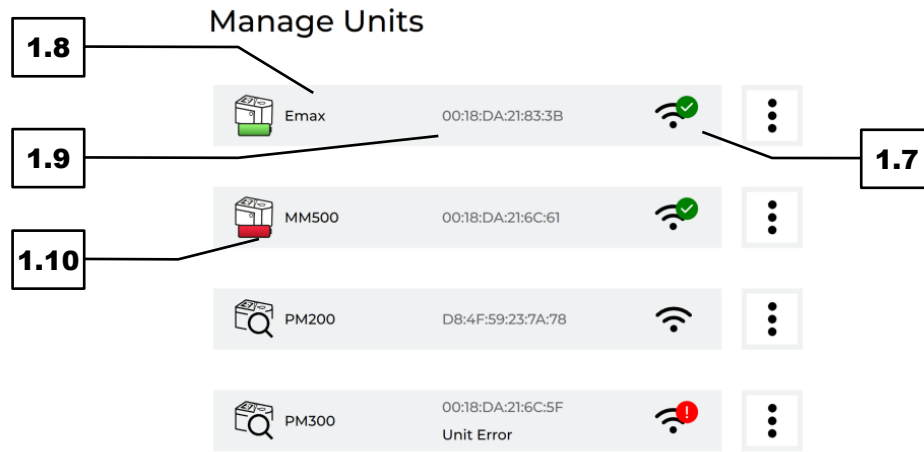 Manage Units
1.8
Emax 00:18:DA:21:83:3B
1.9
1.7
MM500 00:18:DA:21:6C:61
1.10
PM200 D8:4F:59:23:7A:78
PM300 00:18:DA:21:6C:5F
Unit Error